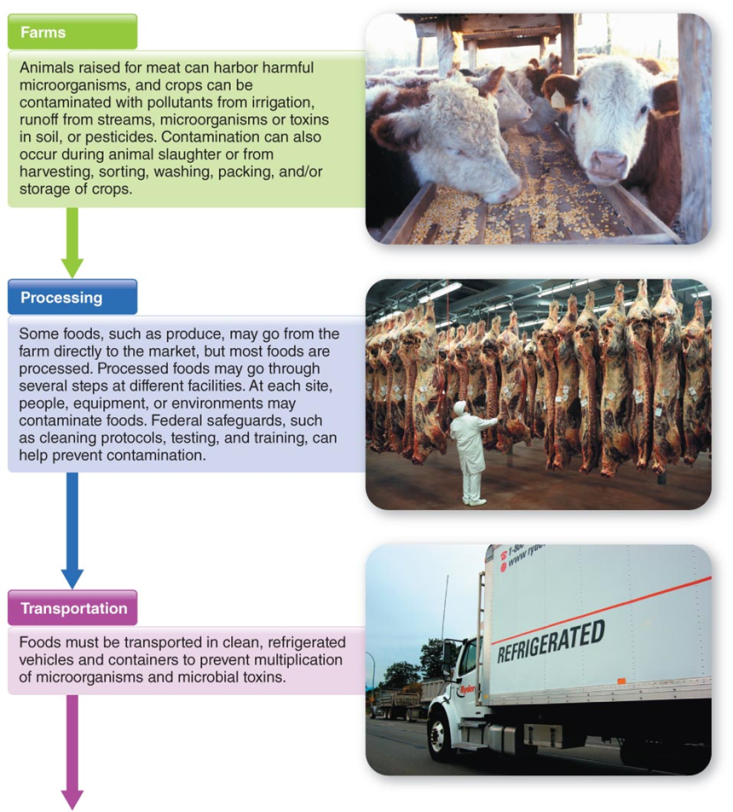 Farms
Animals raised for meat can harbor harmful
microorganisms, and crops can be
contaminated with pollutants from irrigation,
runoff from streams, microorganisms or toxins
in soil, or pesticides. Contamination can also
occur during animal slaughter or from
harvesting, sorting, washing, packing, and/or
storage of crops.
Processing
Some foods, such as produce, may go from the
farm directly to the market, but most foods are
processed. Processed foods may go through
several steps at different facilities. At each site,
people, equipment, or environments may
contaminate foods. Federal safeguards, such
as cleaning protocols, testing, and training, can
help prevent contamination.
Transportation
Foods must be transported in clean, refrigerated
vehicles and containers to prevent multiplication
of microorganisms and microbial toxins.
REFRIGERATED
Ryder